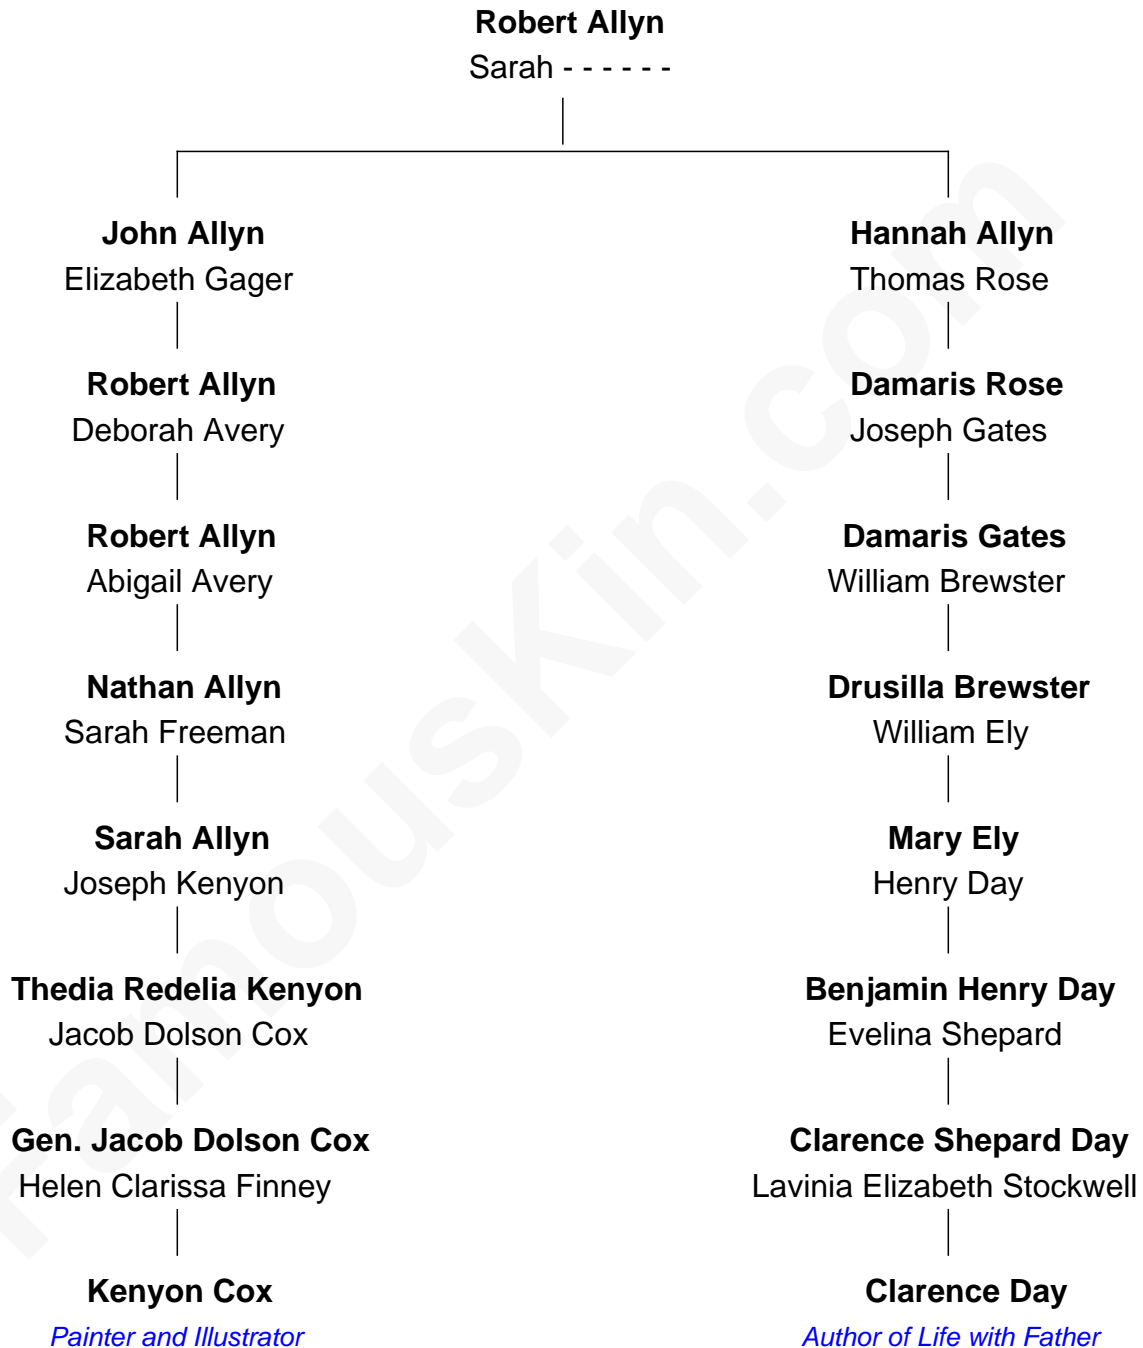 Robert Allyn
Sarah - - - - - -
John Allyn
Elizabeth Gager
Hannah Allyn
Thomas Rose
Robert Allyn
Deborah Avery
Damaris Rose
Joseph Gates
Robert Allyn
Abigail Avery
Damaris Gates
William Brewster
Nathan Allyn
Sarah Freeman
Drusilla Brewster
William Ely
Sarah Allyn
Joseph Kenyon
Mary Ely
Henry Day
Thedia Redelia Kenyon
Jacob Dolson Cox
Benjamin Henry Day
Evelina Shepard
Gen. Jacob Dolson Cox
Helen Clarissa Finney
Clarence Shepard Day
Lavinia Elizabeth Stockwell
Kenyon Cox
Painter and Illustrator
Clarence Day
Author of Life with Father
FamousKin.com